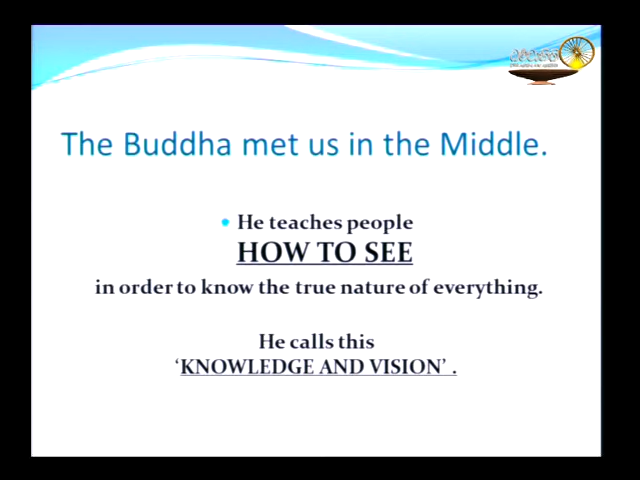 The Buddha met us in the Middle.
• He teaches people
HOW TO SEE
in order to know the true nature of everything.
He calls this
‘KNOWLEDGE AND VISION’ .